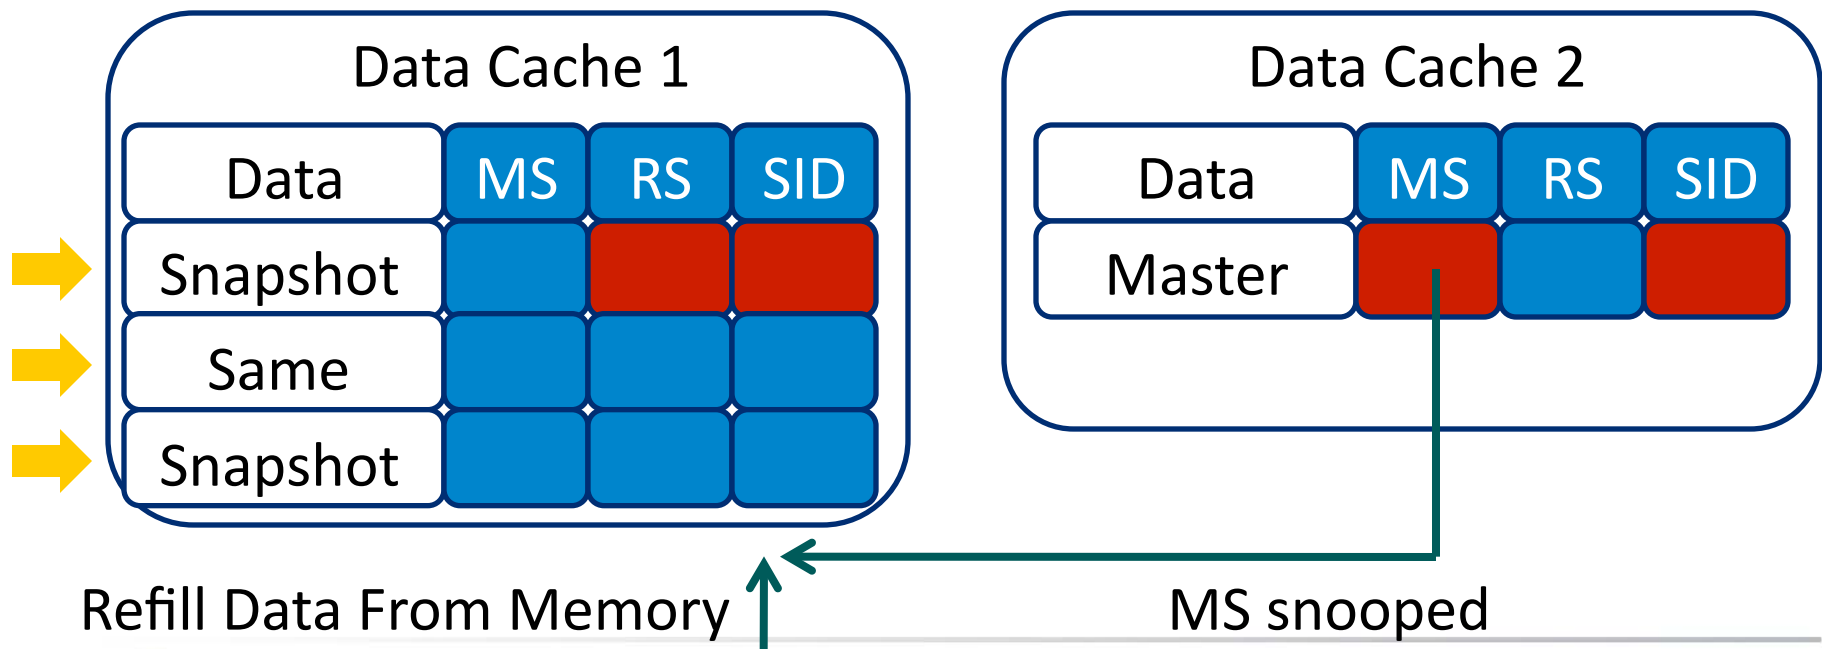 Data Cache 1
Data MS RS SID
Snapshot
Same
Snapshot
Data Cache 2
Data MS RS SID
Master
Refill Data From Memory
MS snooped